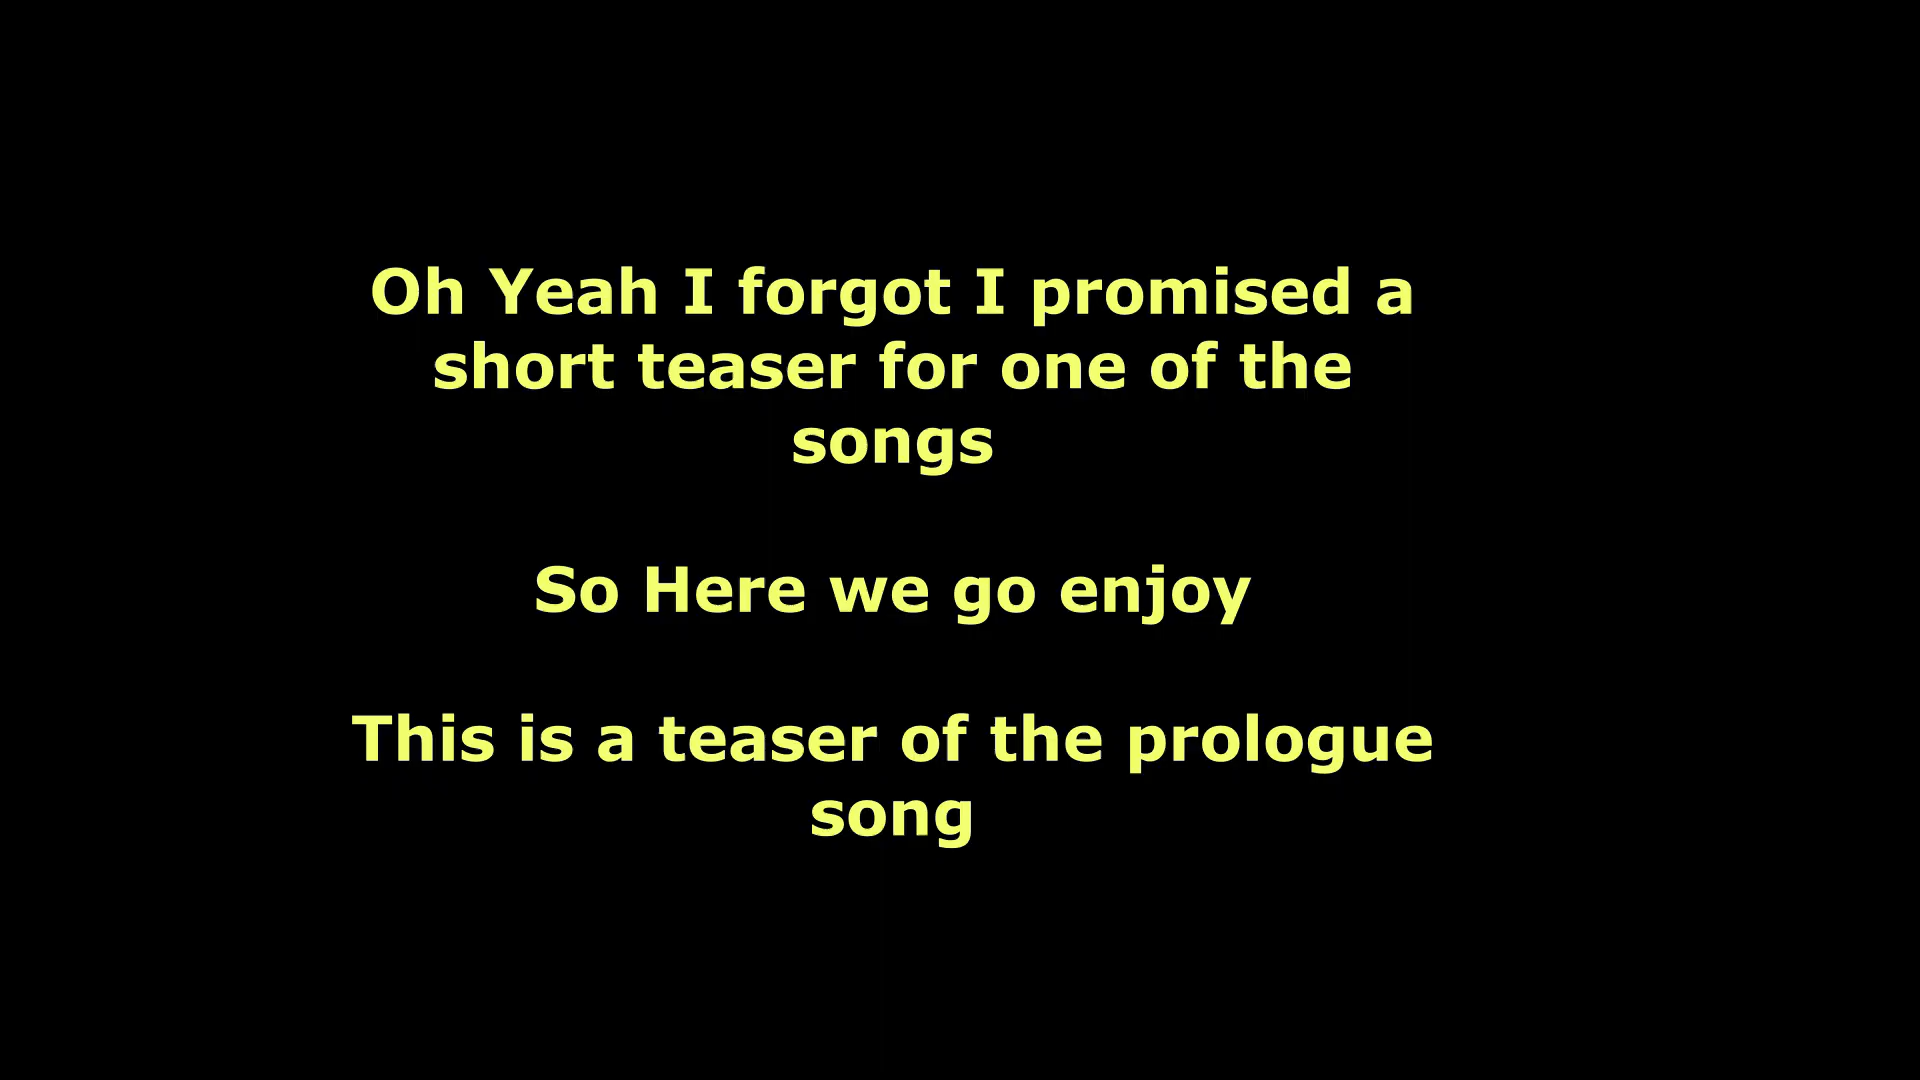 Oh Yeah I forgot I promised a
short teaser for one of the
songs
So Here we go enjoy
This is a teaser of the prologue
song